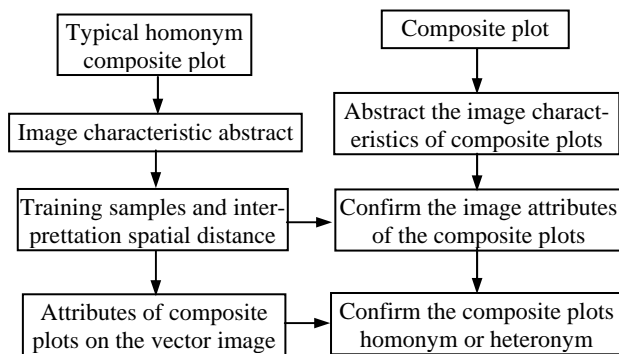 Typical homonym
composite plot
Composite plot
Image characteristic abstract
Abstract the image charact-
eristics of composite plots
Training samples and inter-
prettation spatial distance
Confirm the image attributes
of the composite plots
Attributes of composite
plots on the vector image
Confirm the composite plots
homonym or heteronym